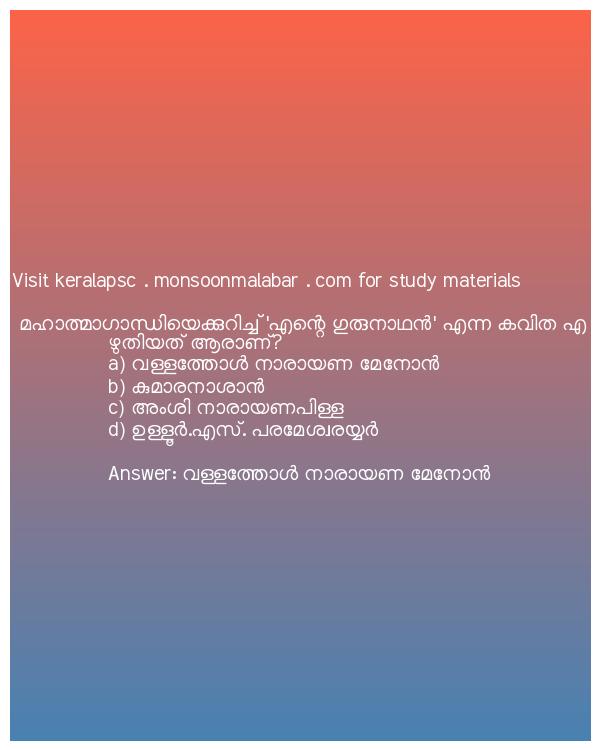 Visit keralapsc . monsoonmalabar . com for study materials
മഹാത്മാഗാന്ധിയെക്കുറിച്ച് 'എന്റെ ഗുരുനാഥൻ' എന്ന കവിത എ
ഴുതിയത് ആരാണ്?
a) വള്ളത്തോൾ നാരായണ മേനോൻ
b) കുമാരനാശാൻ
c) അംശി നാരായണപിള്ള
d) ഉള്ളൂർ.എസ്. പരമേശ്വരയ്യർ
Answer: വള്ളത്തോൾ നാരായണ മേനോൻ